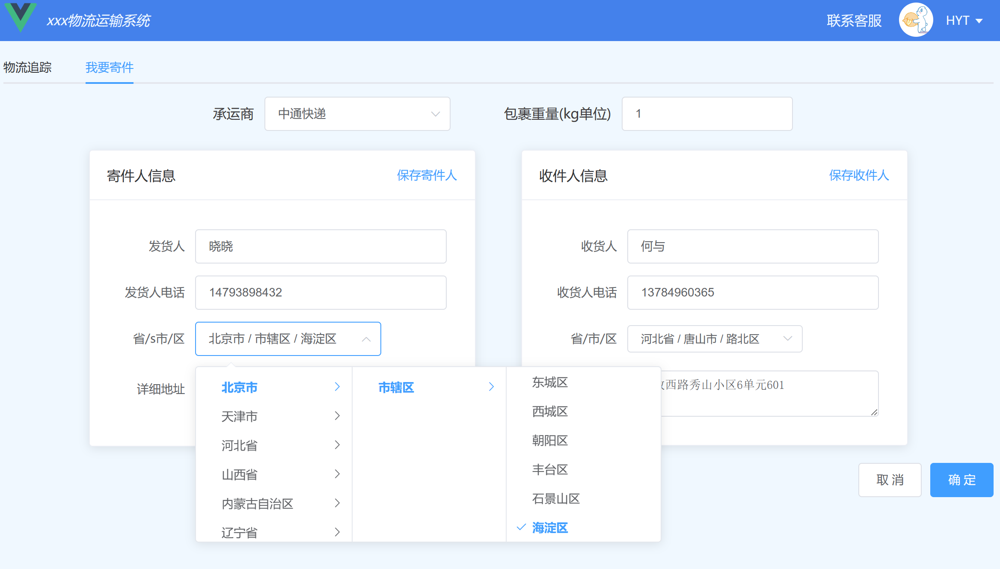 xxx物流运输系统
联系客服
HYT
物流追踪
我要寄件
承运商
中通快递
包裹重量(kg单位)
1
寄件人信息
保存寄件人
发货人
晓晓
发货人电话
14793898432
省/s市/区
北京市 / 市辖区 / 海淀区
详细地址
北京市
天津市
河北省
山西省
内蒙古自治区
辽宁省
市辖区
东城区
西城区
朝阳区
丰台区
石景山区
海淀区
收件人信息
保存收件人
收货人
何与
收货人电话
13784960365
省/市/区
河北省 / 唐山市 / 路北区
西路秀山小区6单元601
取 消
确 定